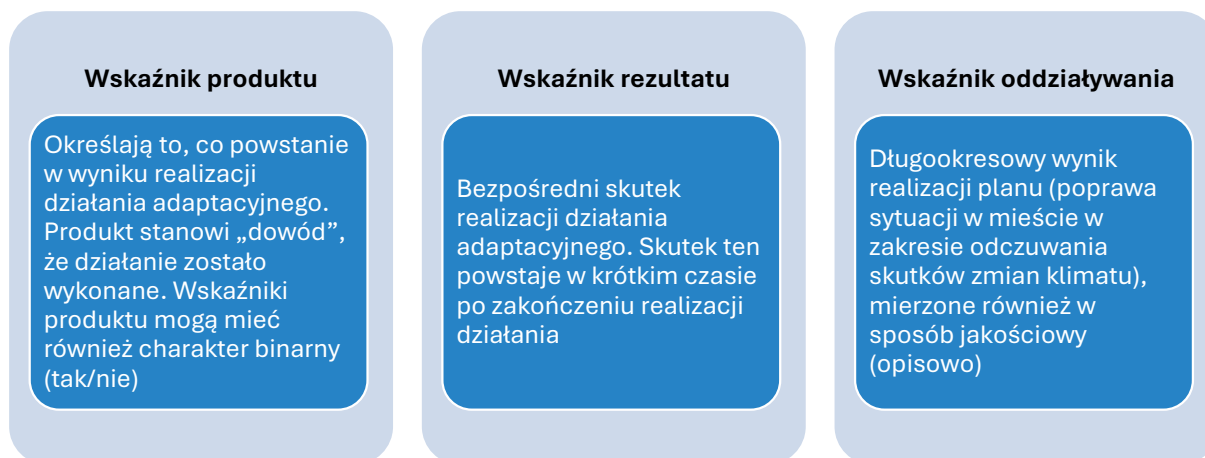 Wskaźnik produktu
Określają to, co powstanie
w wyniku realizacji
działania adaptacyjnego.
Produkt stanowi „dowód”,
że działanie zostało
wykonane. Wskaźniki
produktu mogą mieć
również charakter binarny
(tak/nie)
Wskaźnik rezultatu
Bezpośredni skutek
realizacji działania
adaptacyjnego. Skutek ten
powstaje w krótkim czasie
po zakończeniu realizacji
działania
Wskaźnik oddziaływania
Długookresowy wynik
realizacji planu (poprawa
sytuacji w mieście w
zakresie odczuwania
skutków zmian klimatu),
mierzone również w
sposób jakościowy
(opisowo)